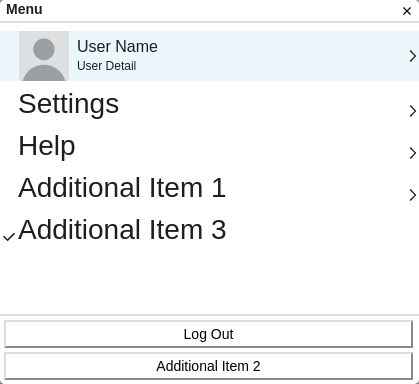 Menu
User Name
User Detail
Settings
Help
Additional Item 1
Additional Item 3
Log Out
Additional Item 2